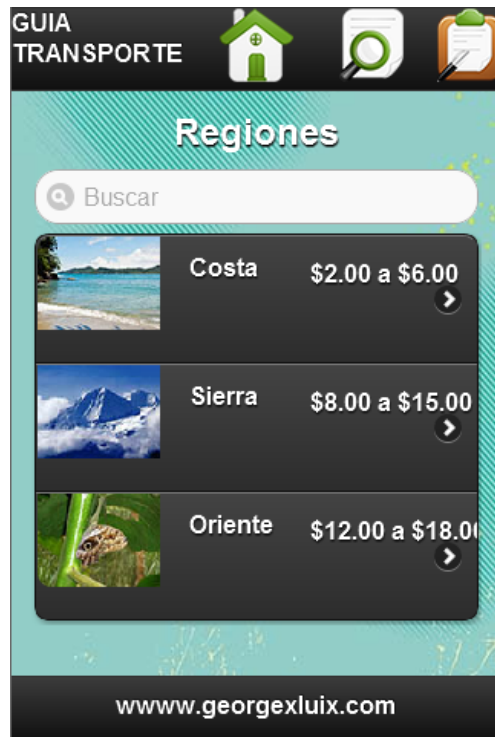 GUIA
TRANSPORTE
Regiones
Buscar
Costa $2.00 a $6.00
Sierra $8.00 a $15.00
Oriente $12.00 a $18.00
wwww.georgexluix.com